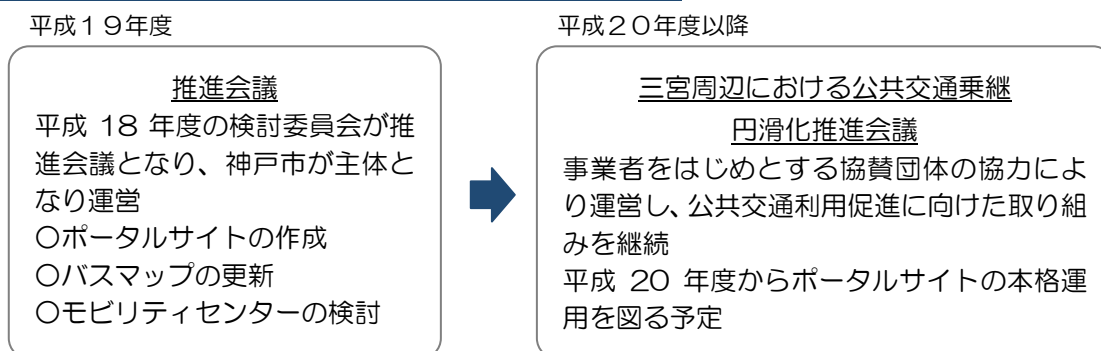 平成19年度
推進会議
平成 18 年度の検討委員会が推
進会議となり、神戸市が主体と
なり運営
○ポータルサイトの作成
○バスマップの更新
○モビリティセンターの検討
平成20年度以降
三宮周辺における公共交通乗継
円滑化推進会議
事業者をはじめとする協賛団体の協力によ
り運営し、公共交通利用促進に向けた取り組
みを継続
平成 20 年度からポータルサイトの本格運
用を図る予定